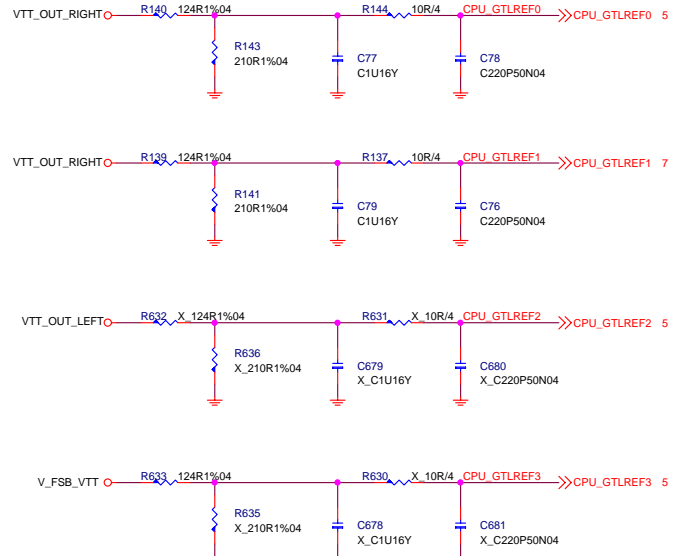 VTT_OUT_RIGHT R140 124R1%04 R144 10R/4 CPU_GTLREF0 CPU_GTLREF0 5
R143
210R1%04
C77
C1U16Y
C78
C220P50N04
VTT_OUT_RIGHT R139 124R1%04 R137 10R/4 CPU_GTLREF1 CPU_GTLREF1 7
R141
210R1%04
C79
C1U16Y
C76
C220P50N04
VTT_OUT_LEFT R632 X_124R1%04 R631 X_10R/4 CPU_GTLREF2 CPU_GTLREF2 5
R636
X_210R1%04
C679
X_C1U16Y
C680
X_C220P50N04
V_FSB_VTT R633 124R1%04 R630 X_10R/4 CPU_GTLREF3 CPU_GTLREF3 5
R635
X_210R1%04
C678
X_C1U16Y
C681
X_C220P50N04